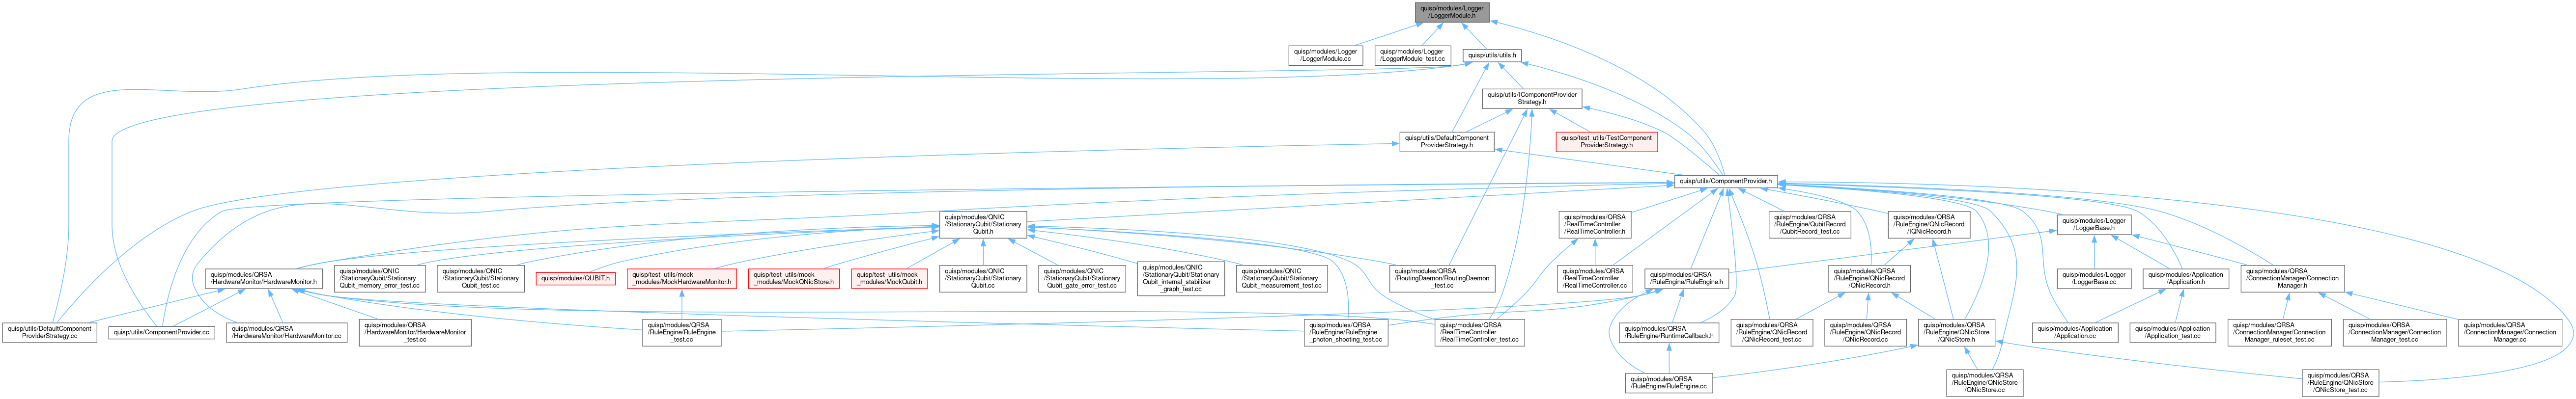 quisp/modules/Logger
/LoggerModule.h
quisp/modules/Logger
/LoggerModule.cc
quisp/modules/Logger
/LoggerModule_test.cc
quisp/utils/utils.h
quisp/utils/IComponentProvider
Strategy.h
quisp/utils/DefaultComponent
ProviderStrategy.h
quisp/test_utils/TestComponent
ProviderStrategy.h
quisp/utils/ComponentProvider.h
quisp/modules/QNIC
/StationaryQubit/Stationary
Qubit.h
quisp/modules/QRSA
/RealTimeController
/RealTimeController.h
quisp/modules/QRSA
/RuleEngine/QubitRecord
/QubitRecord_test.cc
quisp/modules/QRSA
/RuleEngine/QNicRecord
/IQNicRecord.h
quisp/modules/Logger
/LoggerBase.h
quisp/modules/QRSA
/HardwareMonitor/HardwareMonitor.h
quisp/modules/QNIC
/StationaryQubit/Stationary
Qubit_memory_error_test.cc
quisp/modules/QNIC
/StationaryQubit/Stationary
Qubit_test.cc
quisp/modules/QUBIT.h
quisp/test_utils/mock
_modules/MockHardwareMonitor.h
quisp/test_utils/mock
_modules/MockQNicStore.h
quisp/test_utils/mock
_modules/MockQubit.h
quisp/modules/QNIC
/StationaryQubit/Stationary
Qubit.cc
quisp/modules/QNIC
/StationaryQubit/Stationary
Qubit_gate_error_test.cc
quisp/modules/QNIC
/StationaryQubit/Stationary
Qubit_internal_stabilizer
_graph_test.cc
quisp/modules/QNIC
/StationaryQubit/Stationary
Qubit_measurement_test.cc
quisp/modules/QRSA
/RoutingDaemon/RoutingDaemon
_test.cc
quisp/modules/QRSA
/RealTimeController
/RealTimeController.cc
quisp/modules/QRSA
/RuleEngine/RuleEngine.h
quisp/modules/QRSA
/RuleEngine/QNicRecord
/QNicRecord.h
quisp/modules/Logger
/LoggerBase.cc
quisp/modules/Application
/Application.h
quisp/modules/QRSA
/ConnectionManager/Connection
Manager.h
quisp/utils/DefaultComponent
ProviderStrategy.cc
quisp/utils/ComponentProvider.cc
quisp/modules/QRSA
/HardwareMonitor/HardwareMonitor.cc
quisp/modules/QRSA
/HardwareMonitor/HardwareMonitor
_test.cc
quisp/modules/QRSA
/RuleEngine/RuleEngine
_test.cc
quisp/modules/QRSA
/RuleEngine/RuleEngine
_photon_shooting_test.cc
quisp/modules/QRSA
/RealTimeController
/RealTimeController_test.cc
quisp/modules/QRSA
/RuleEngine/RuntimeCallback.h
quisp/modules/QRSA
/RuleEngine/QNicRecord
/QNicRecord_test.cc
quisp/modules/QRSA
/RuleEngine/QNicRecord
/QNicRecord.cc
quisp/modules/QRSA
/RuleEngine/QNicStore
/QNicStore.h
quisp/modules/Application
/Application.cc
quisp/modules/Application
/Application_test.cc
quisp/modules/QRSA
/ConnectionManager/Connection
Manager_ruleset_test.cc
quisp/modules/QRSA
/ConnectionManager/Connection
Manager_test.cc
quisp/modules/QRSA
/ConnectionManager/Connection
Manager.cc
quisp/modules/QRSA
/RuleEngine/RuleEngine.cc
quisp/modules/QRSA
/RuleEngine/QNicStore
/QNicStore.cc
quisp/modules/QRSA
/RuleEngine/QNicStore
/QNicStore_test.cc